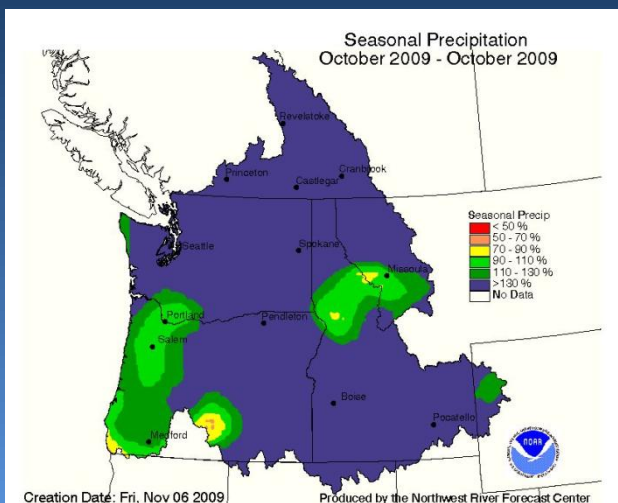 Seasonal Precipitation
October 2009 - October 2009
Revelstoke
Princeton
Castlegar
Cranbrook
Seattle
Spokane
Missoula
Seasonal Precip
< 50 %
50 - 70 %
70 - 90 %
90 - 110 %
110 - 130 %
>130 %
No Data
Portland
Pendleton
Salem
Boise
Pocatello
Medford
NOAA
Creation Date: Fri, Nov 06 2009
Produced by the Northwest River Forecast Center